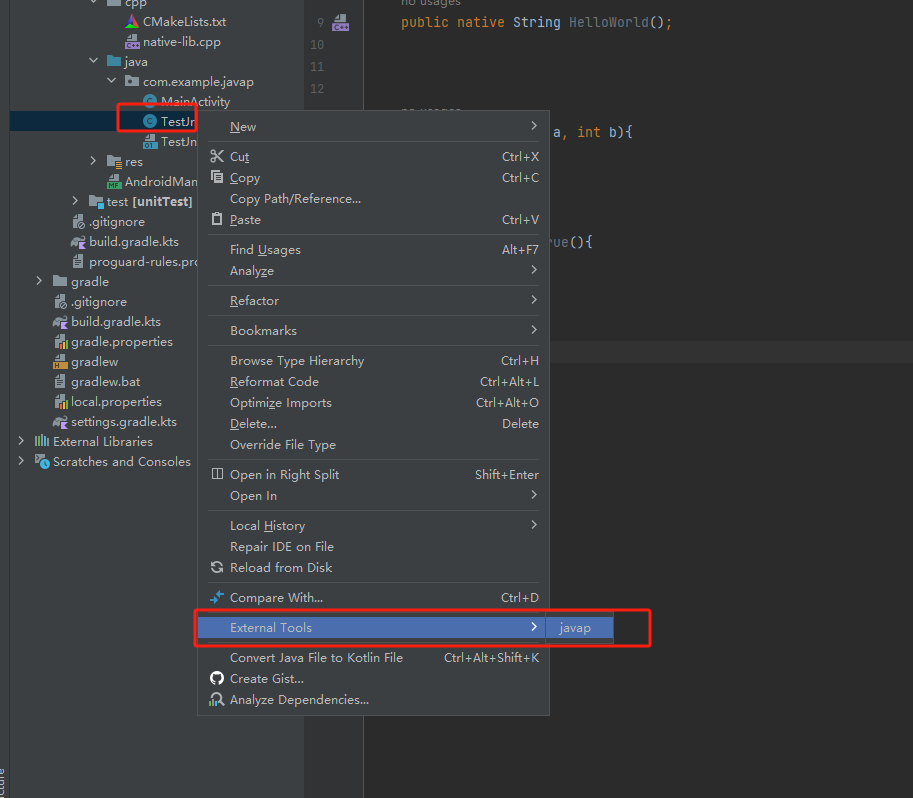 cpp
CMakeLists.txt
native-lib.cpp
java
com.example.javap
MainActivity
TestJn
TestJn
res
AndroidMan
test [unitTest]
.gitignore
build.gradle.kts
proguard-rules.pro
gradle
.gitignore
build.gradle.kts
gradle.properties
gradlew
gradlew.bat
local.properties
settings.gradle.kts
External Libraries
Scratches and Consoles
no usages
9 public native String HelloWorld();
10
11
12
a, int b){
ue(){
New
Cut Ctrl+X
Copy Ctrl+C
Copy Path/Reference...
Paste Ctrl+V
Find Usages Alt+F7
Analyze
Refactor
Bookmarks
Browse Type Hierarchy Ctrl+H
Reformat Code Ctrl+Alt+L
Optimize Imports Ctrl+Alt+O
Delete... Delete
Override File Type
Open in Right Split Shift+Enter
Open In
Local History
Repair IDE on File
Reload from Disk
Compare With... Ctrl+D
External Tools javap
Convert Java File to Kotlin File Ctrl+Alt+Shift+K
Create Gist...
Analyze Dependencies...